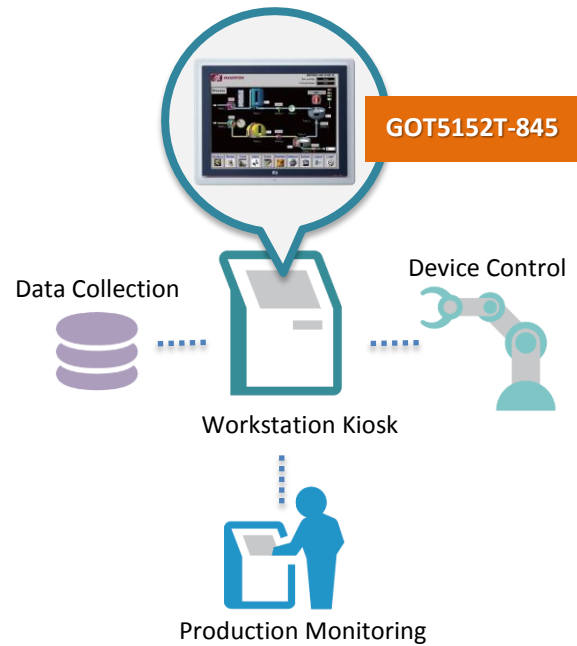 GOT5152T-845
Device Control
Data Collection
Workstation Kiosk
Production Monitoring